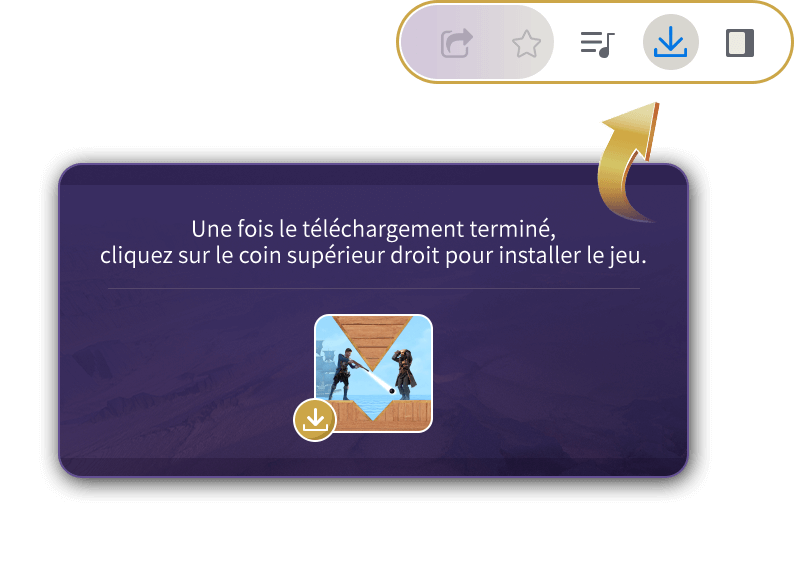 Une fois le téléchargement terminé,
cliquez sur le coin supérieur droit pour installer le jeu.